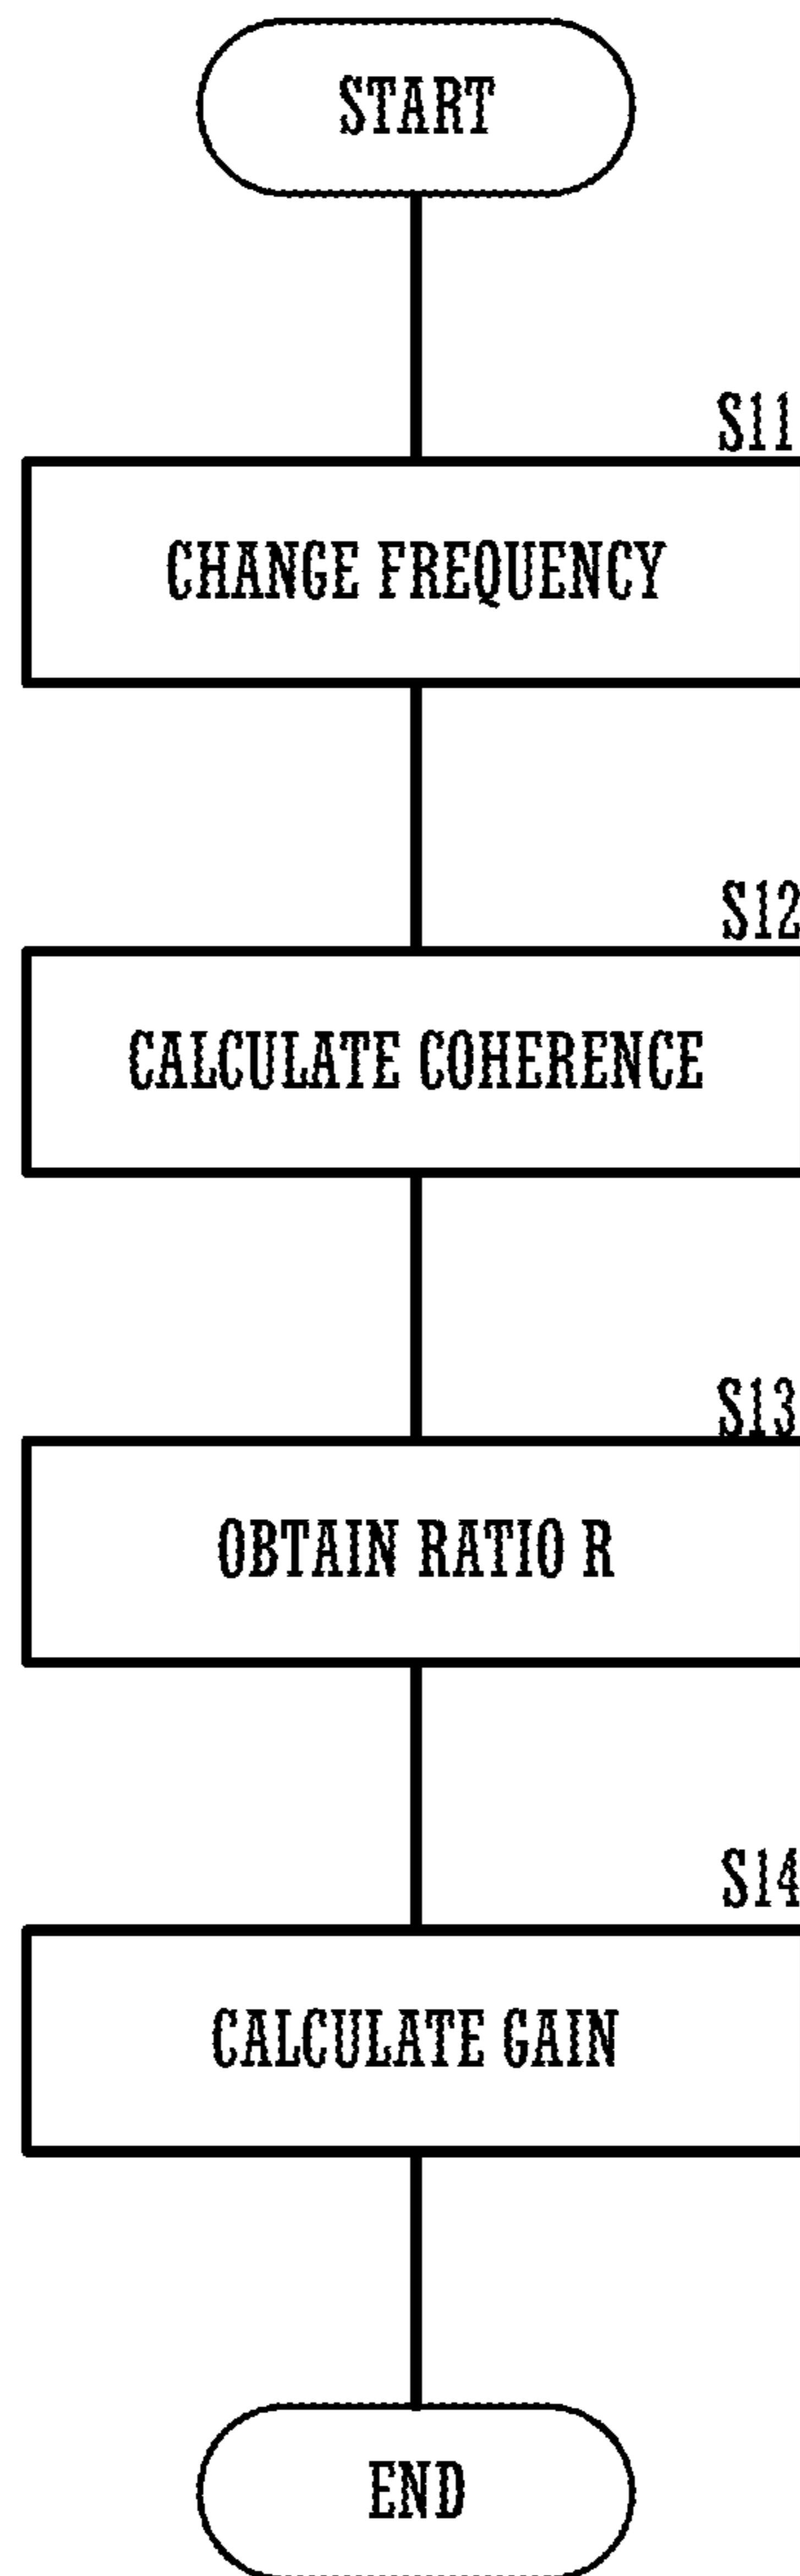 START
S11
CHANGE FREQUENCY
S12
CALCULATE COHERENCE
S13
OBTAIN RATIO R
S14
CALCULATE GAIN
END